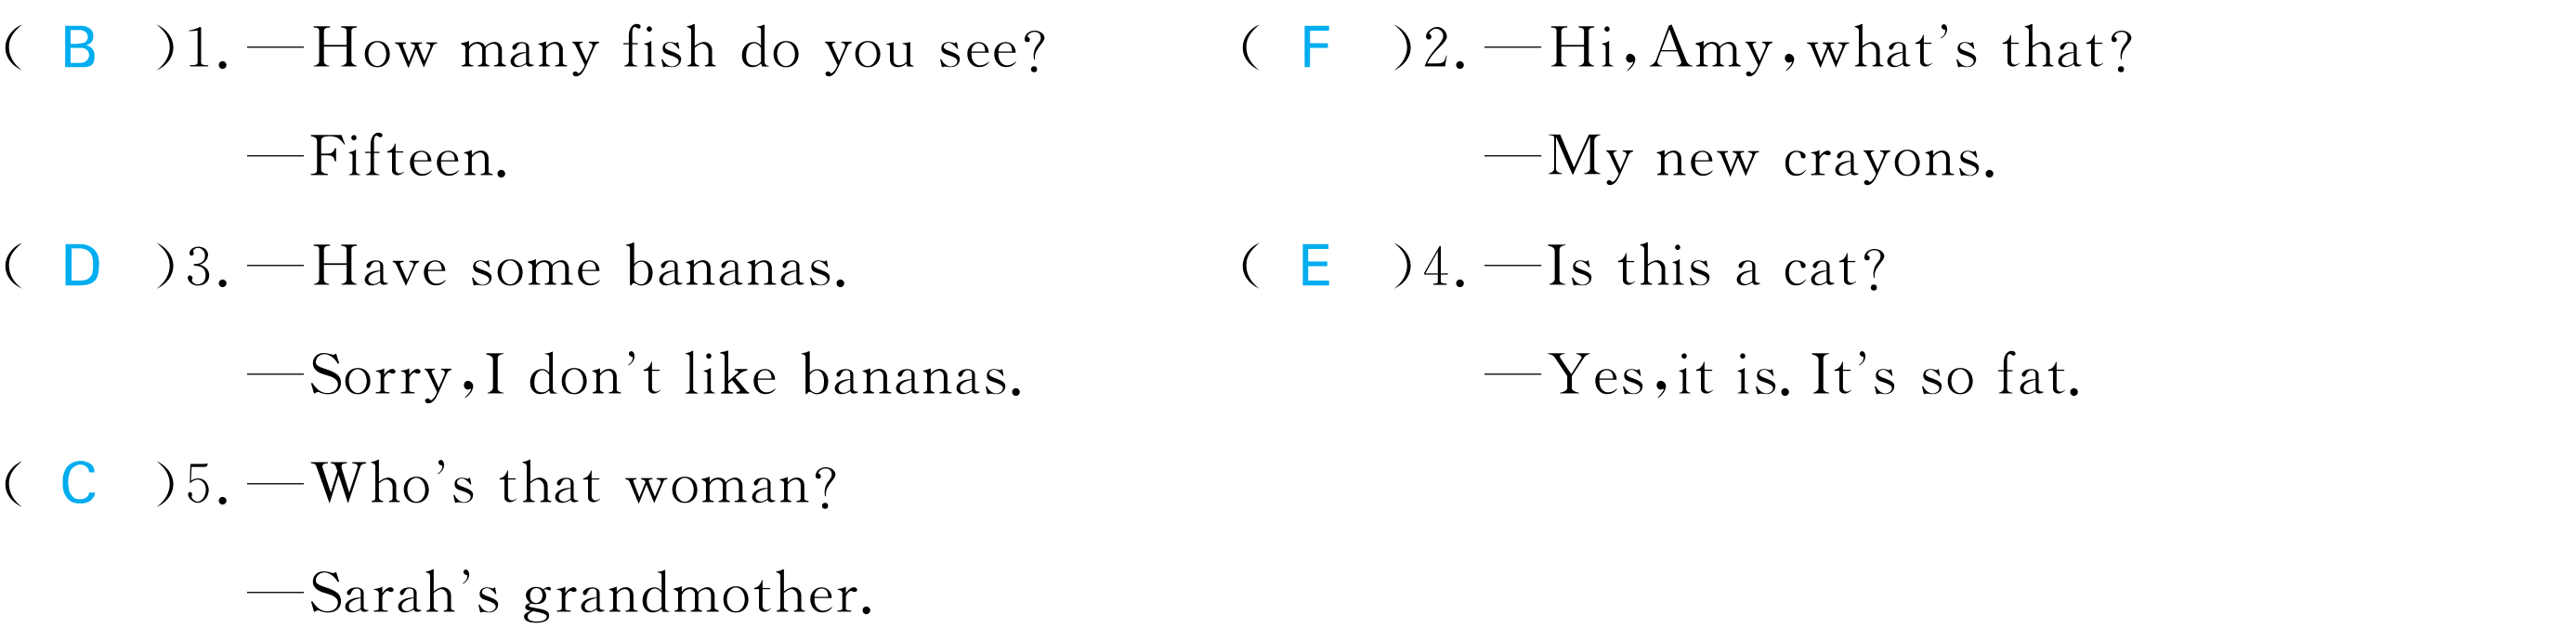 ( B )1. —How many fish do you see? ( F )2. —Hi,Amy,what's that?
—Fifteen. —My new crayons.
( D )3. —Have some bananas. ( E )4. —Is this a cat?
—Sorry,I don't like bananas. —Yes,it is. It's so fat.
( C )5. —Who's that woman?
—Sarah's grandmother.